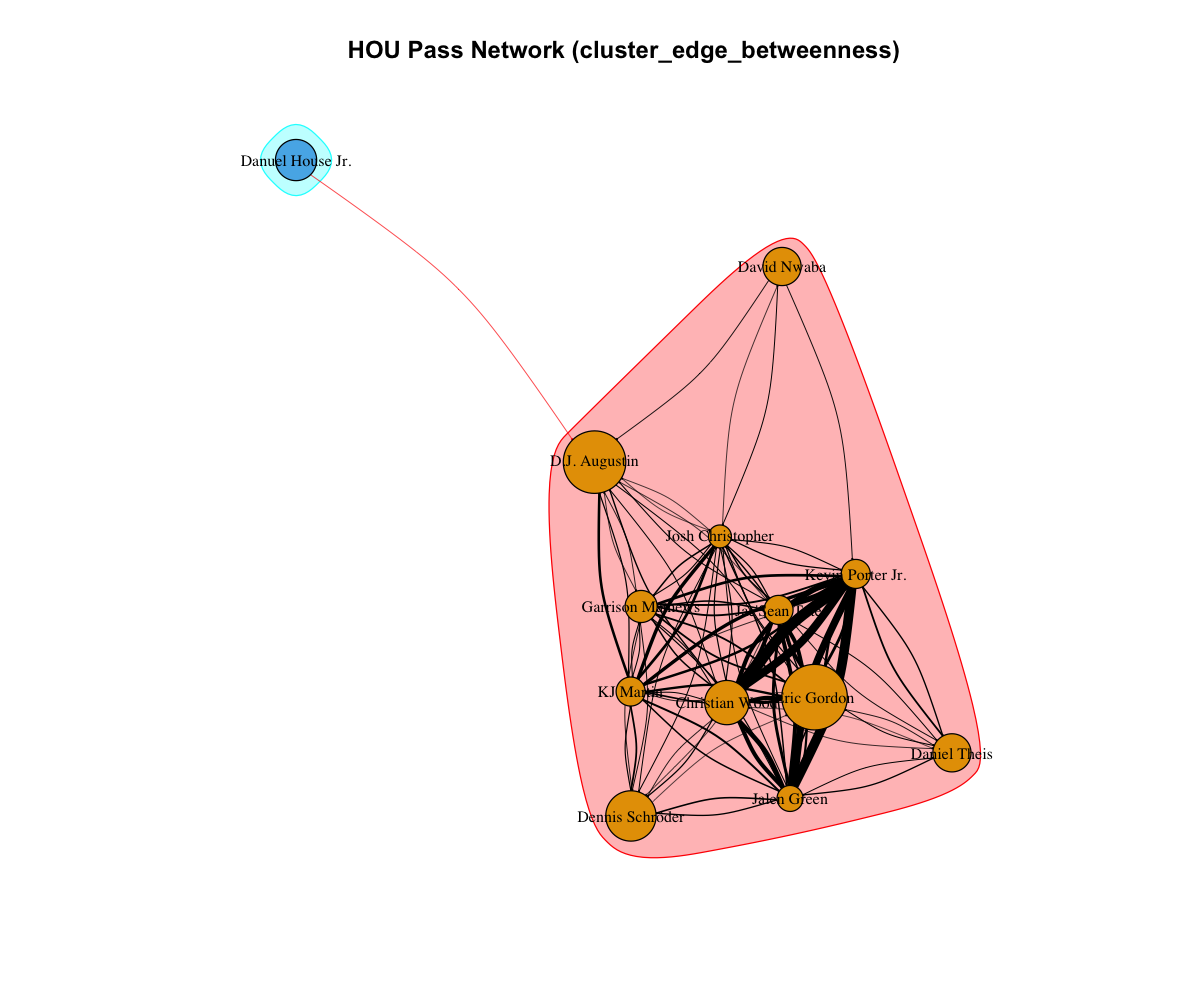 HOU Pass Network (cluster_edge_betweenness)
Danuel House Jr.
David Nwaba
D.J. Augustin
Josh Christopher
Kevin Porter Jr.
Garrison Mathews
Jae'Sean Tate
KJ Martin
Christian Wood
Eric Gordon
Daniel Theis
Jalen Green
Dennis Schroder